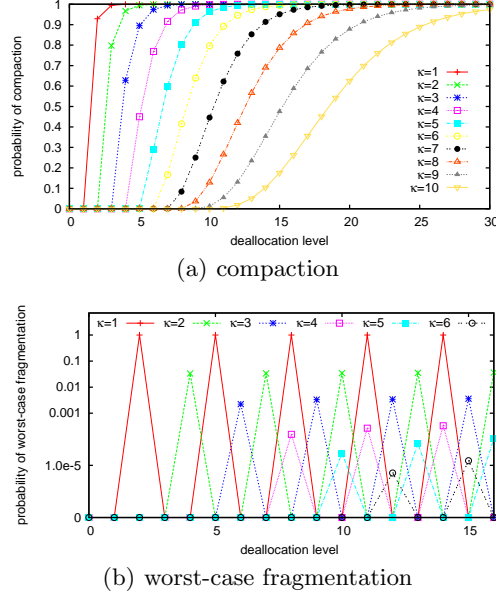 1
0.9
0.8
0.7
0.6
0.5
0.4
0.3
0.2
0.1
0
probability of compaction
κ=1
κ=2
κ=3
κ=4
κ=5
κ=6
κ=7
κ=8
κ=9
κ=10
0 5 10 15 20 25 30
deallocation level
(a) compaction
κ=1 κ=2 κ=3 κ=4 κ=5 κ=6
1
0.1
0.01
0.001
1.0e-5
0
probability of worst-case fragmentation
0 5 10 15
deallocation level
(b) worst-case fragmentation